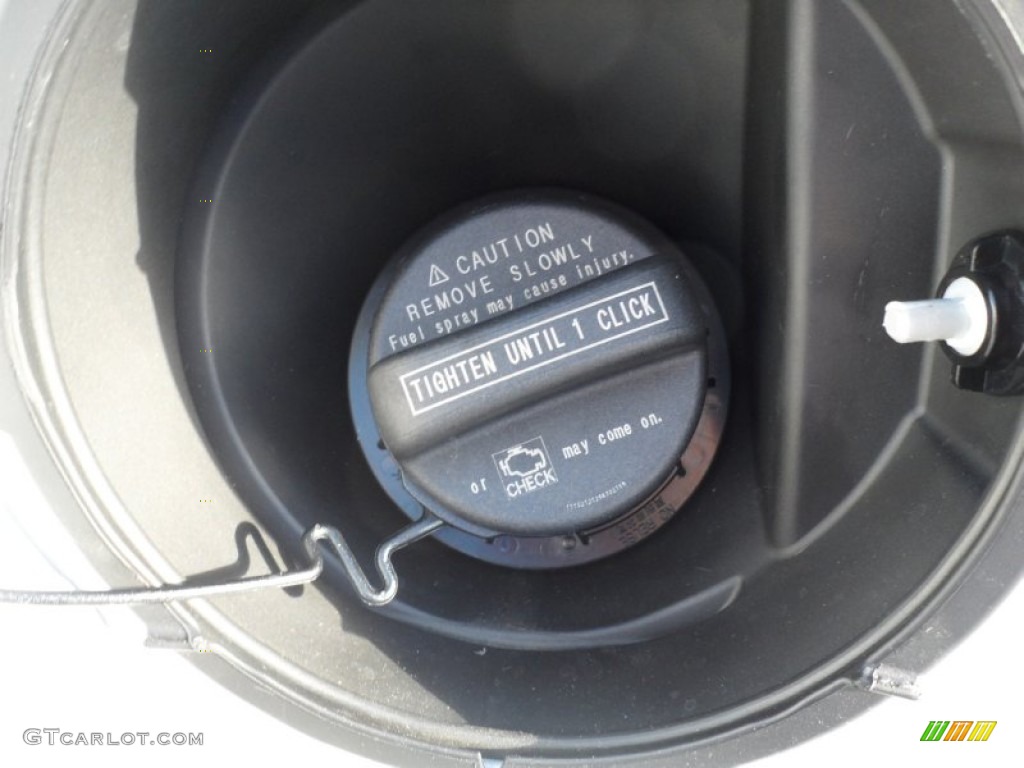 ⚠ CAUTION
REMOVE SLOWLY
Fuel spray may cause injury.
TIGHTEN UNTIL 1 CLICK
or CHECK may come on.
GTCARLOT.COM